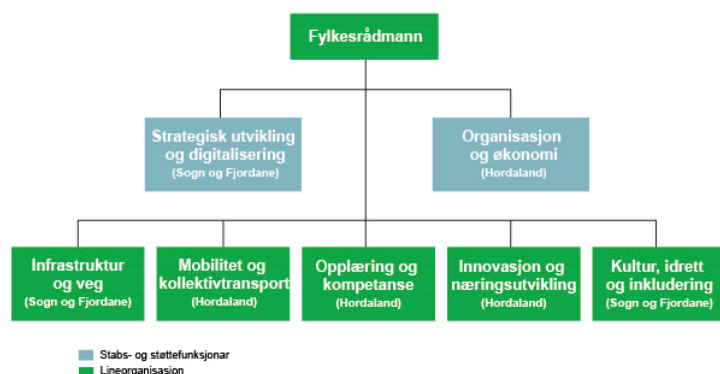 Fylkesrådmann
Strategisk utvikling
og digitalisering
(Sogn og Fjordane)
Organisasjon
og økonomi
(Hordaland)
Infrastruktur
og veg
(Sogn og Fjordane)
Mobilitet og
kollektivtransport
(Hordaland)
Opplæring og
kompetanse
(Hordaland)
Innovasjon og
næringsutvikling
(Hordaland)
Kultur, idrett
og inkludering
(Sogn og Fjordane)
Stabs- og støttefunksjonar
Lineorganisasjon